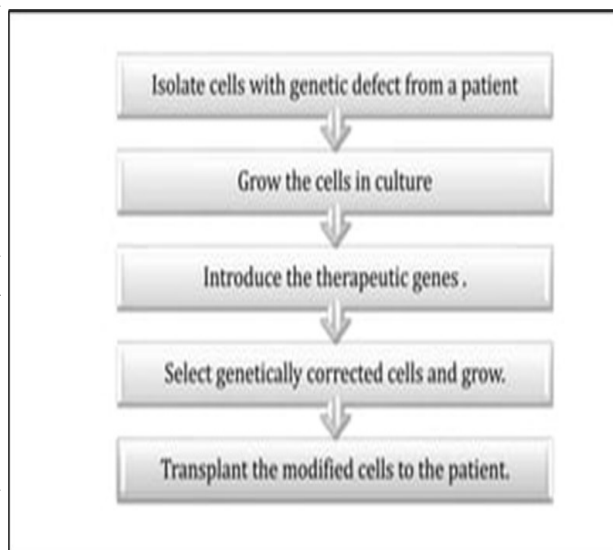 Isolate cells with genetic defect from a patient
Grow the cells in culture
Introduce the therapeutic genes .
Select genetically corrected cells and grow.
Transplant the modified cells to the patient.